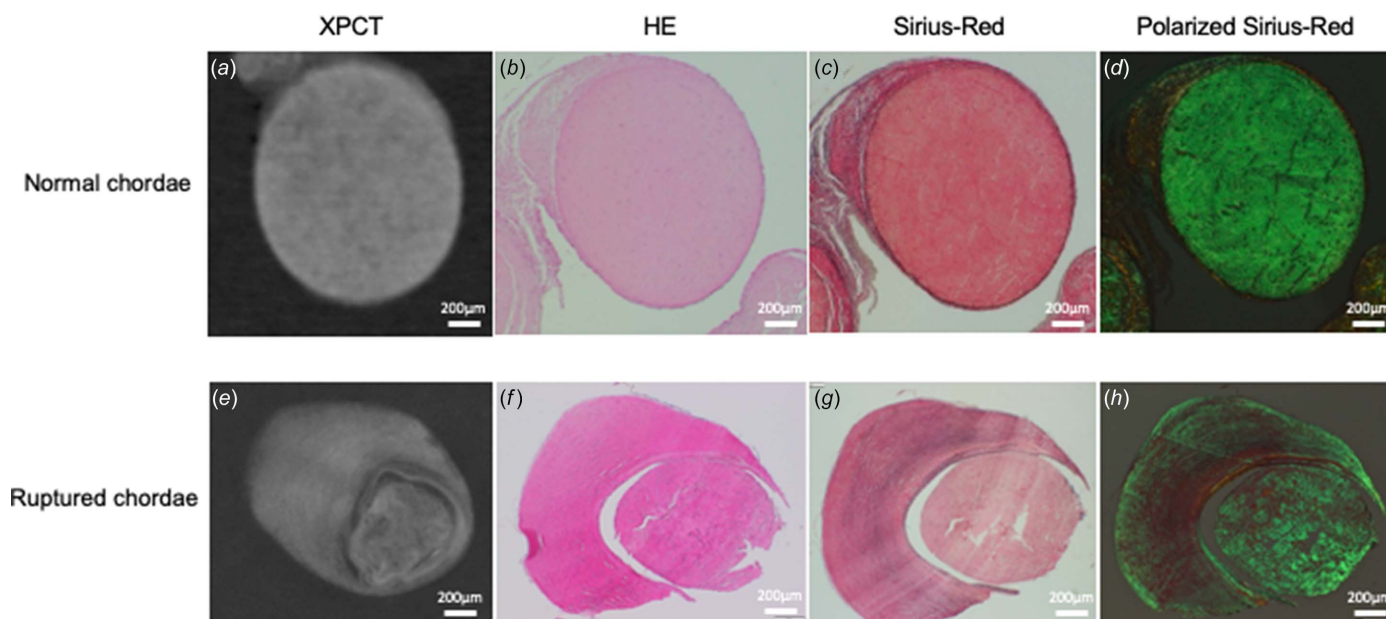 XPCT HE Sirius-Red Polarized Sirius-Red
(a) (b) (c) (d)
Normal chordae
200µm 200µm 200µm 200µm
(e) (f) (g) (h)
Ruptured chordae
200µm 200µm 200µm 200µm